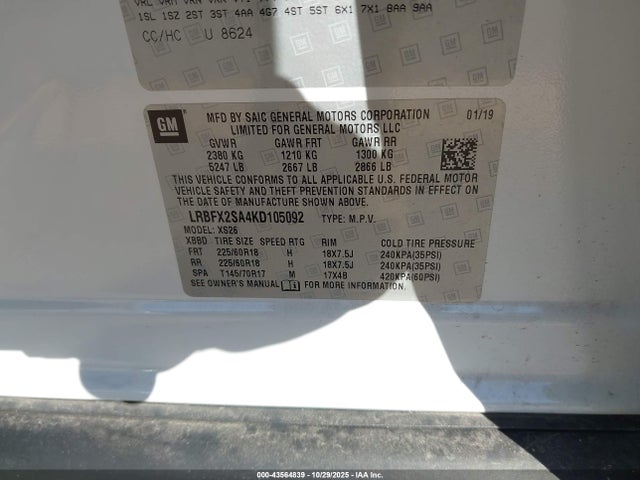 1SL 1SZ 2ST 3ST 4AA 4G7 4ST 5ST 6X1 7X1 8AA 9AA
CC/HC U 8624
GM
MFD BY SAIC GENERAL MOTORS CORPORATION 01/19
LIMITED FOR GENERAL MOTORS LLC
GVWR GAWR FRT GAWR RR
2380 KG 1210 KG 1300 KG
5247 LB 2667 LB 2866 LB
THIS VEHICLE CONFORMS TO ALL APPLICABLE U.S. FEDERAL MOTOR
VEHICLE SAFETY AND THEFT PREVENTION STANDARDS IN EFFECT ON
THE DATE OF MANUFACTURE SHOWN ABOVE.
LRBFX2SA4KD105092 TYPE: M.P.V.
MODEL: XS26
XBBD TIRE SIZE SPEED RTG RIM COLD TIRE PRESSURE
FRT 225/60R18 H 18X7.5J 240KPA(35PSI)
RR 225/60R18 H 18X7.5J 240KPA(35PSI)
SPA T145/70R17 M 17X4B 420KPA(60PSI)
SEE OWNER'S MANUAL FOR MORE INFORMATION.
000-43564839 - 10/29/2025 - Copyright IAA, Inc.